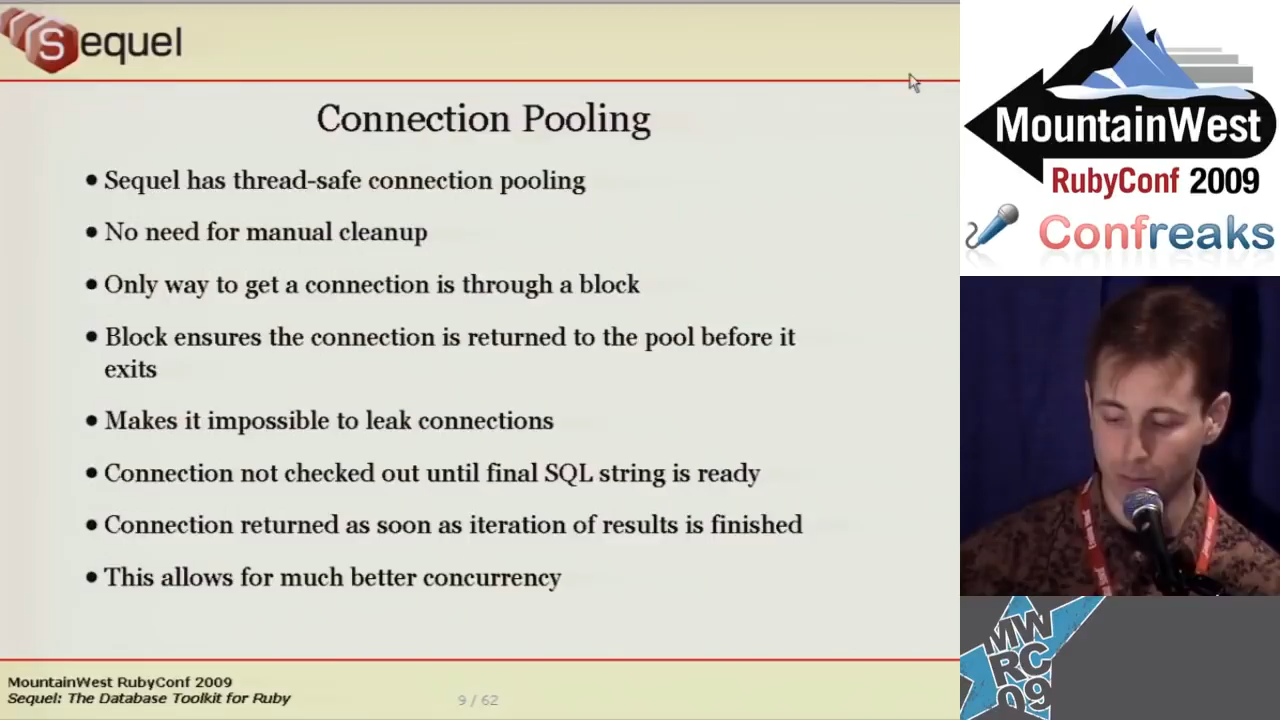 Sequel
Connection Pooling
• Sequel has thread-safe connection pooling
• No need for manual cleanup
• Only way to get a connection is through a block
• Block ensures the connection is returned to the pool before it
exits
• Makes it impossible to leak connections
• Connection not checked out until final SQL string is ready
• Connection returned as soon as iteration of results is finished
• This allows for much better concurrency
MountainWest RubyConf 2009
Sequel: The Database Toolkit for Ruby
9 / 62
MountainWest
RubyConf 2009
Confreaks
MW
RC
09